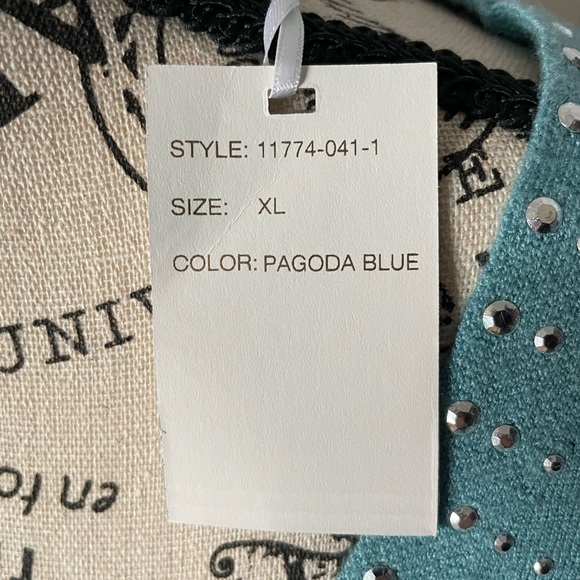 STYLE: 11774-041-1
SIZE: XL
COLOR: PAGODA BLUE
E
UNIV
en fo